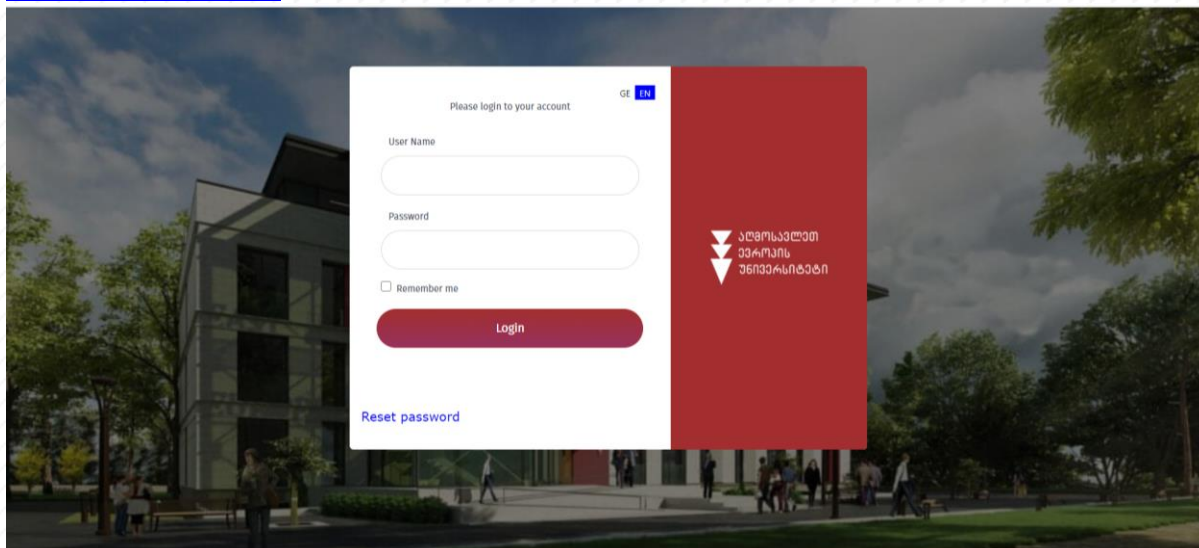 GE EN
Please login to your account
User Name
Password
Remember me
Login
Reset password
აღმოსავლეთ
ევროპის
უნივერსიტეტი